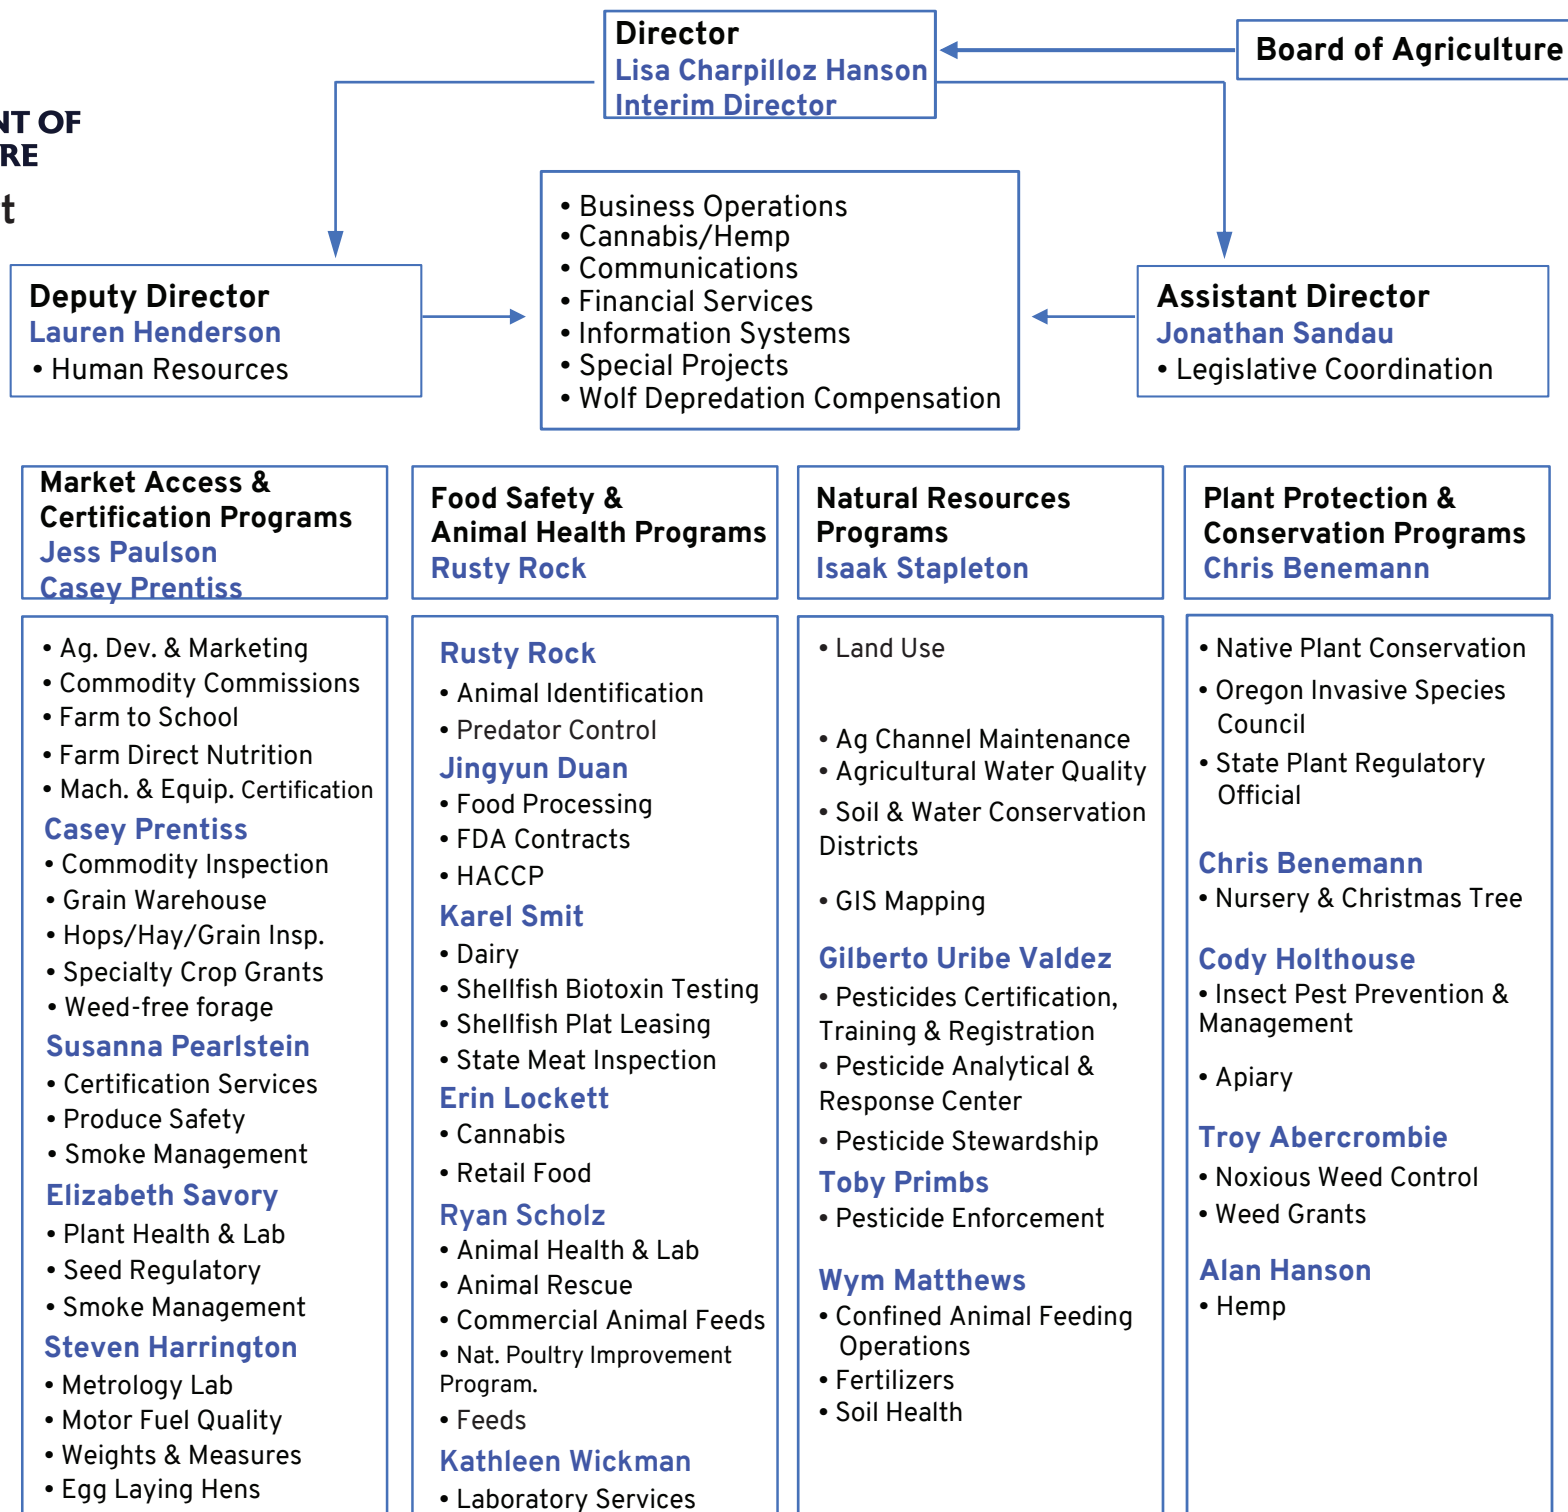 Director
Lisa Charpilloz Hanson
Interim Director
Board of Agriculture
NT OF
RE
t
• Business Operations
• Cannabis/Hemp
• Communications
• Financial Services
• Information Systems
• Special Projects
• Wolf Depredation Compensation
Deputy Director
Lauren Henderson
• Human Resources
Assistant Director
Jonathan Sandau
• Legislative Coordination
Market Access &
Certification Programs
Jess Paulson
Casey Prentiss
Food Safety &
Animal Health Programs
Rusty Rock
Natural Resources
Programs
Isaak Stapleton
Plant Protection &
Conservation Programs
Chris Benemann
• Ag. Dev. & Marketing
• Commodity Commissions
• Farm to School
• Farm Direct Nutrition
• Mach. & Equip. Certification
Casey Prentiss
• Commodity Inspection
• Grain Warehouse
• Hops/Hay/Grain Insp.
• Specialty Crop Grants
• Weed-free forage
Susanna Pearlstein
• Certification Services
• Produce Safety
• Smoke Management
Elizabeth Savory
• Plant Health & Lab
• Seed Regulatory
• Smoke Management
Steven Harrington
• Metrology Lab
• Motor Fuel Quality
• Weights & Measures
• Egg Laying Hens
Rusty Rock
• Animal Identification
• Predator Control
Jingyun Duan
• Food Processing
• FDA Contracts
• HACCP
Karel Smit
• Dairy
• Shellfish Biotoxin Testing
• Shellfish Plat Leasing
• State Meat Inspection
Erin Lockett
• Cannabis
• Retail Food
Ryan Scholz
• Animal Health & Lab
• Animal Rescue
• Commercial Animal Feeds
• Nat. Poultry Improvement
Program.
• Feeds
Kathleen Wickman
• Laboratory Services
• Land Use
• Ag Channel Maintenance
• Agricultural Water Quality
• Soil & Water Conservation
Districts
• GIS Mapping
Gilberto Uribe Valdez
• Pesticides Certification,
Training & Registration
• Pesticide Analytical &
Response Center
• Pesticide Stewardship
Toby Primbs
• Pesticide Enforcement
Wym Matthews
• Confined Animal Feeding
Operations
• Fertilizers
• Soil Health
• Native Plant Conservation
• Oregon Invasive Species
Council
• State Plant Regulatory
Official
Chris Benemann
• Nursery & Christmas Tree
Cody Holthouse
• Insect Pest Prevention &
Management
• Apiary
Troy Abercrombie
• Noxious Weed Control
• Weed Grants
Alan Hanson
• Hemp